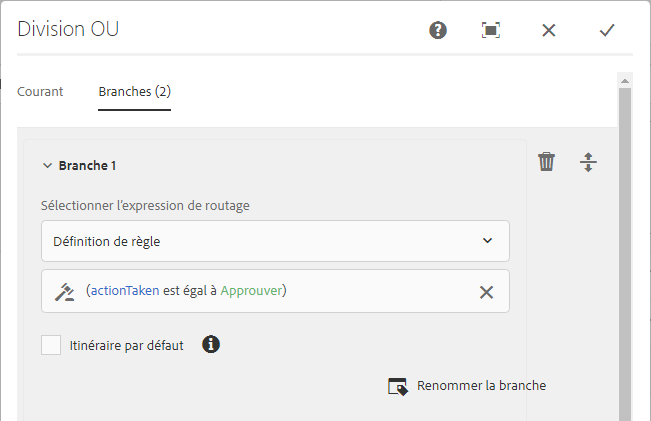 Division OU
Courant Branches (2)
Branche 1
Sélectionner l'expression de routage
Définition de règle
(actionTaken est égal à Approuver)
Itinéraire par défaut
Renommer la branche